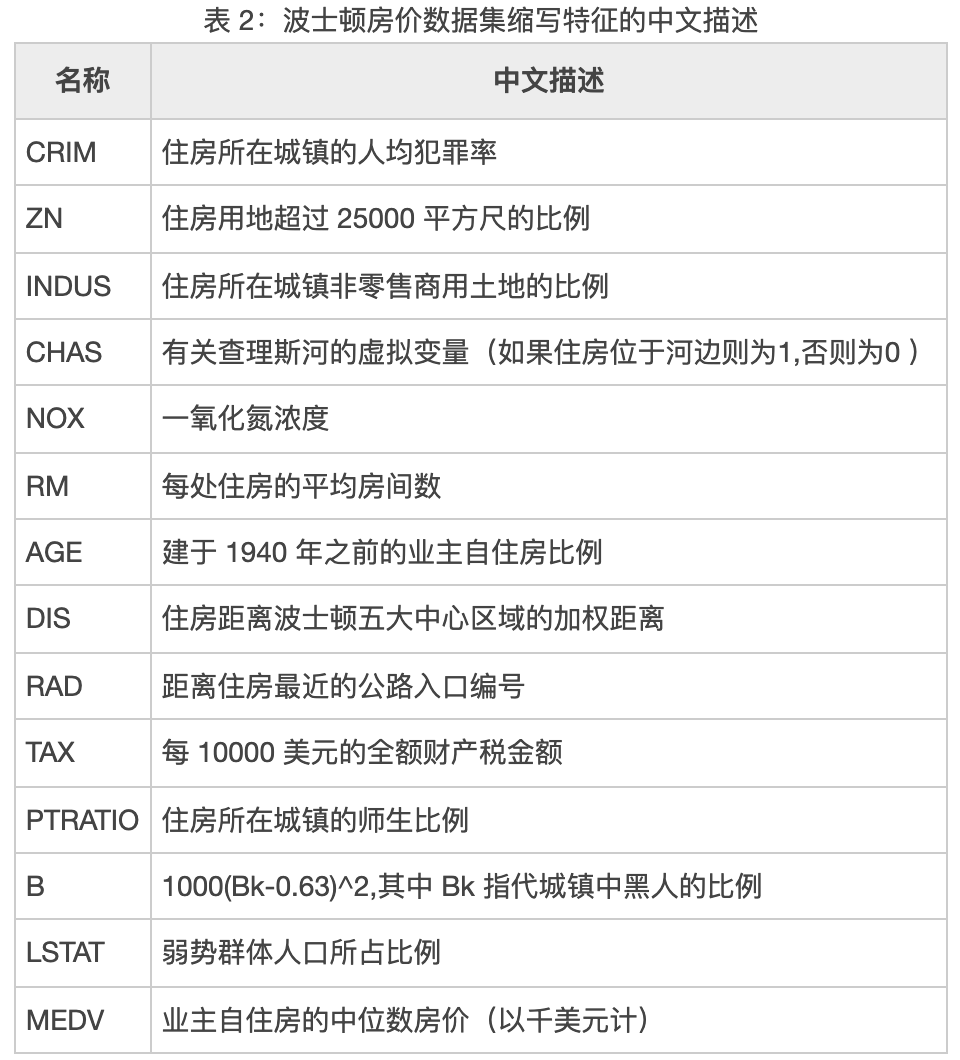 表 2：波士顿房价数据集缩写特征的中文描述
名称 中文描述
CRIM 住房所在城镇的人均犯罪率
ZN 住房用地超过 25000 平方尺的比例
INDUS 住房所在城镇非零售商用土地的比例
CHAS 有关查理斯河的虚拟变量（如果住房位于河边则为1,否则为0 ）
NOX 一氧化氮浓度
RM 每处住房的平均房间数
AGE 建于 1940 年之前的业主自住房比例
DIS 住房距离波士顿五大中心区域的加权距离
RAD 距离住房最近的公路入口编号
TAX 每 10000 美元的全额财产税金额
PTRATIO 住房所在城镇的师生比例
B 1000(Bk-0.63)^2,其中 Bk 指代城镇中黑人的比例
LSTAT 弱势群体人口所占比例
MEDV 业主自住房的中位数房价（以千美元计）